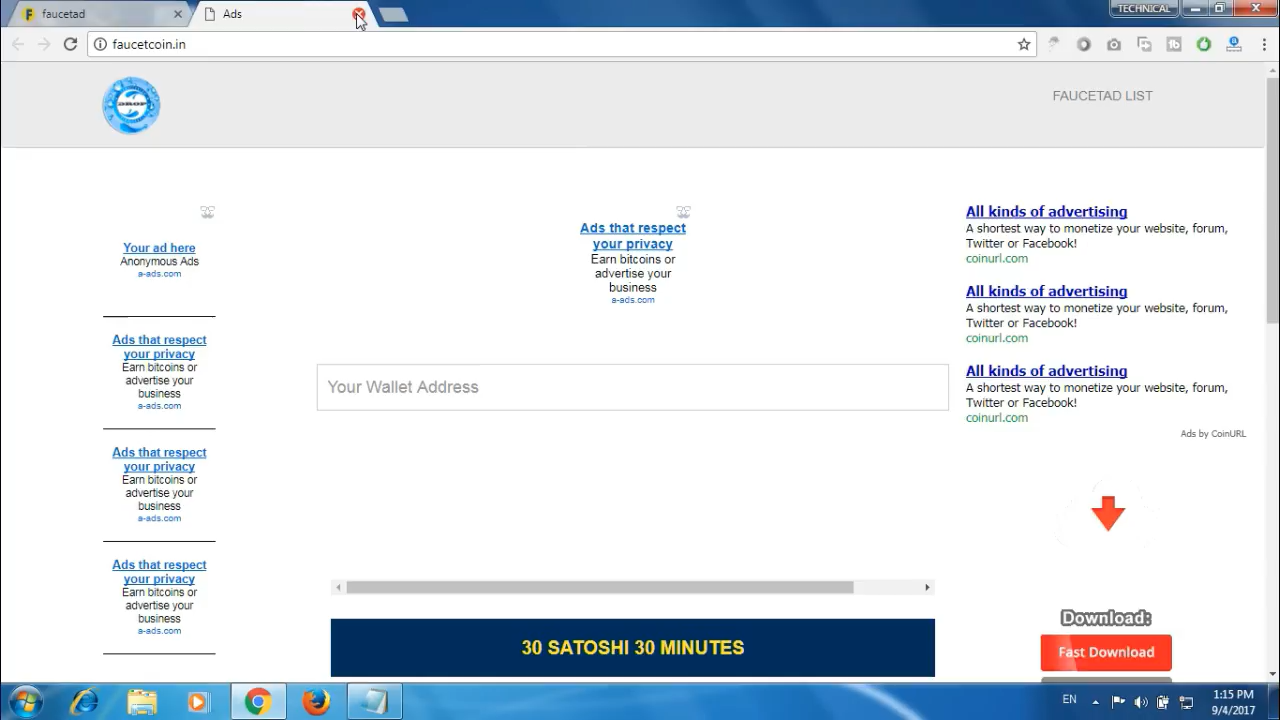 faucetad
Ads
TECHNICAL
faucetcoin.in
FAUCETAD LIST
Your ad here
Anonymous Ads
a-ads.com
Ads that respect
your privacy
Earn bitcoins or
advertise your
business
a-ads.com
Ads that respect
your privacy
Earn bitcoins or
advertise your
business
a-ads.com
Ads that respect
your privacy
Earn bitcoins or
advertise your
business
a-ads.com
Ads that respect
your privacy
Earn bitcoins or
advertise your
business
a-ads.com
Your Wallet Address
30 SATOSHI 30 MINUTES
All kinds of advertising
A shortest way to monetize your website, forum,
Twitter or Facebook!
coinurl.com
All kinds of advertising
A shortest way to monetize your website, forum,
Twitter or Facebook!
coinurl.com
All kinds of advertising
A shortest way to monetize your website, forum,
Twitter or Facebook!
coinurl.com
Ads by CoinURL
Download:
Fast Download
EN
1:15 PM
9/4/2017